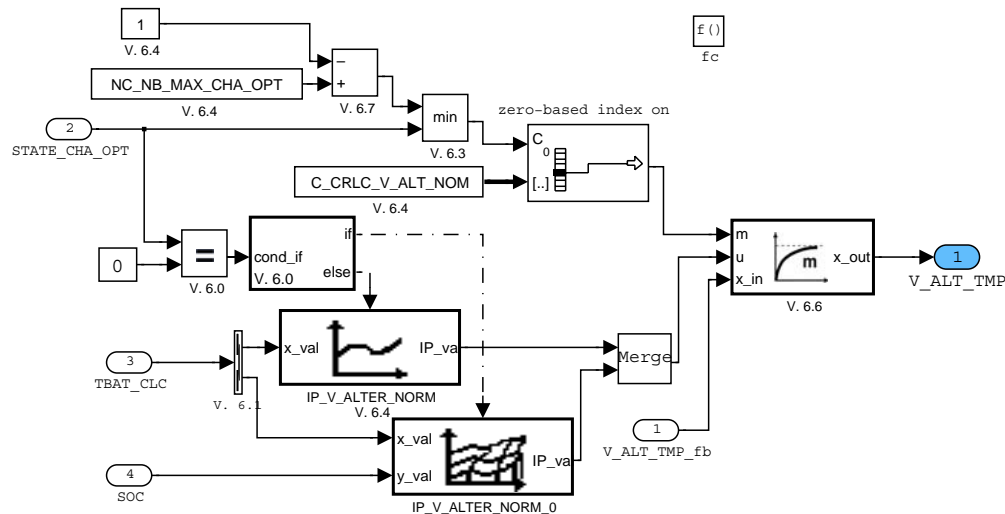 1
V. 6.4
f()
fc
−
+
V. 6.7
NC_NB_MAX_CHA_OPT
V. 6.4
min
V. 6.3
zero-based index on
C
0
[..]
2
STATE_CHA_OPT
C_CRLC_V_ALT_NOM
V. 6.4
=
V. 6.0
0
if
cond_if
else
V. 6.0
m
u
x_in
m
x_out
V. 6.6
1
V_ALT_TMP
x_val
IP_va
IP_V_ALTER_NORM
V. 6.4
Merge
3
TBAT_CLC
V. 6.1
1
V_ALT_TMP_fb
x_val
y_val
IP_va
IP_V_ALTER_NORM_0
4
SOC